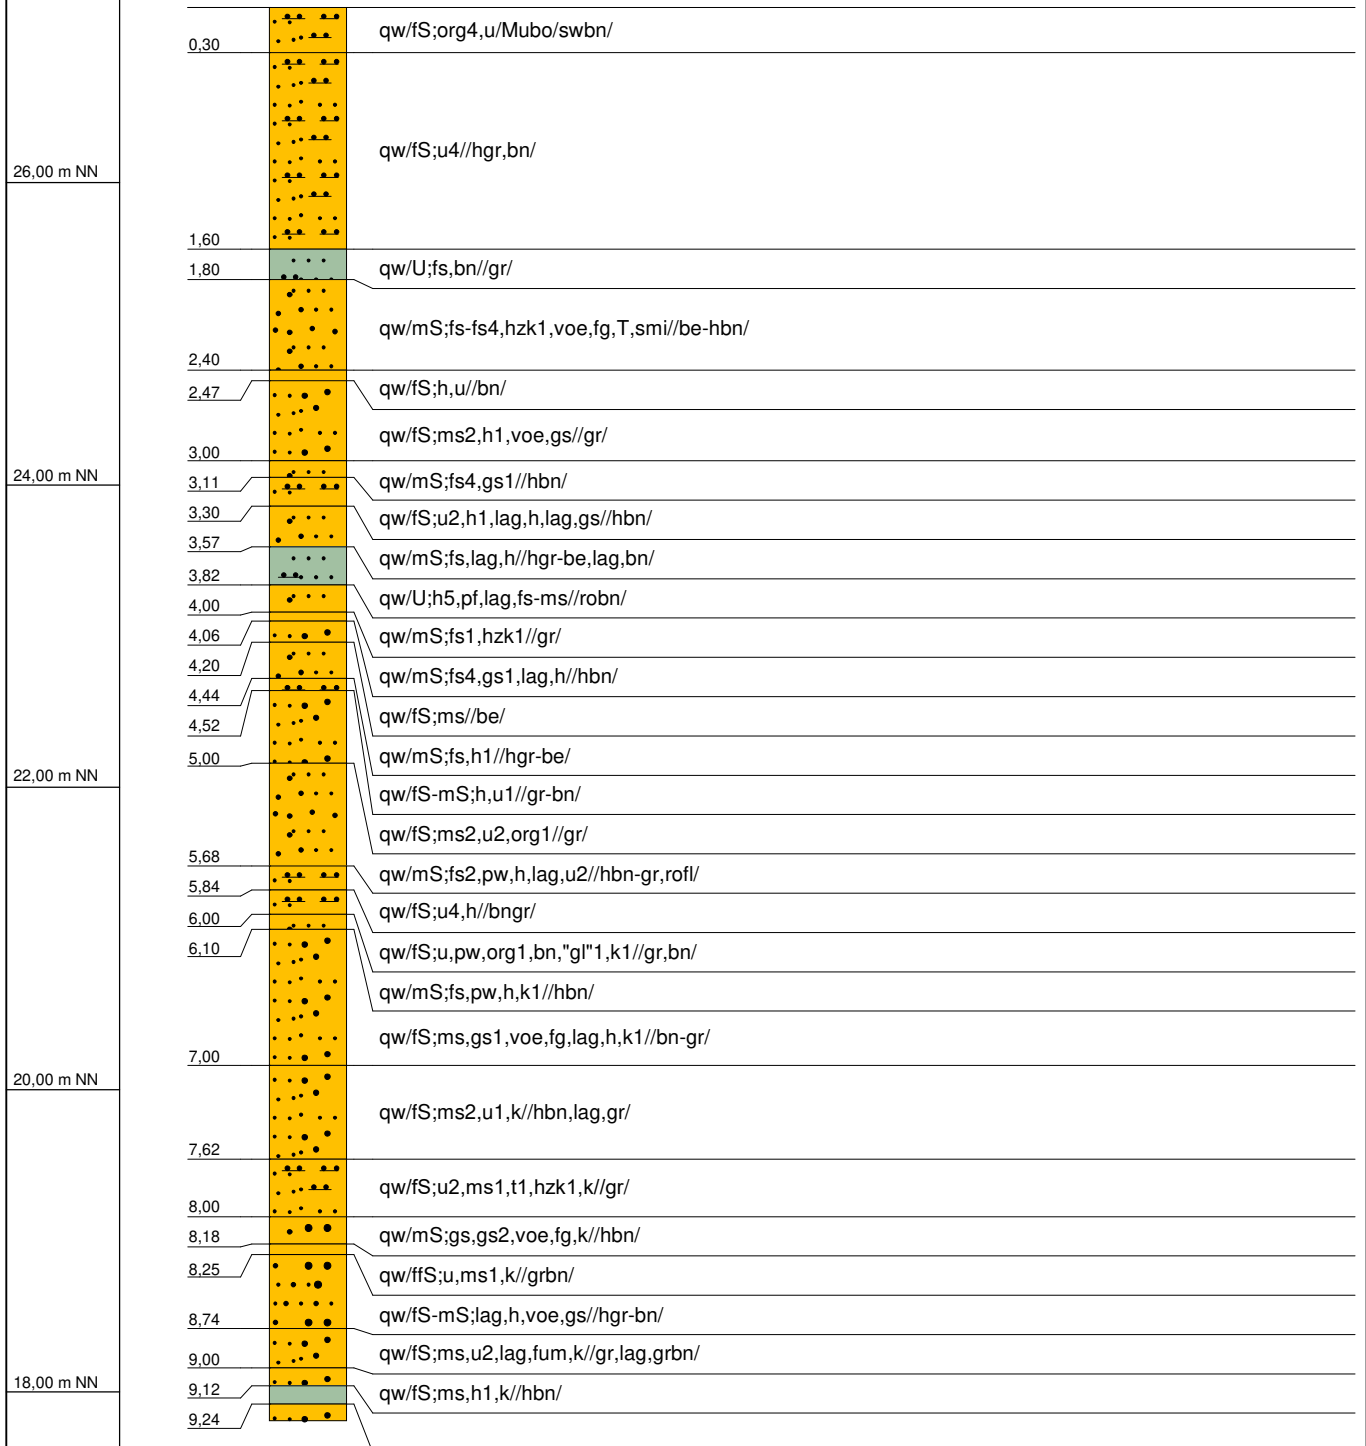 0,30
qw/fS;org4,u/Mubo/swbn/
qw/fS;u4//hgr,bn/
26,00 m NN
1,60
qw/U;fs,bn//gr/
1,80
qw/mS;fs-fs4,hzk1,voe,fg,T,smi//be-hbn/
2,40
qw/fS;h,u//bn/
2,47
qw/fS;ms2,h1,voe,gs//gr/
3,00
24,00 m NN
qw/mS;fs4,gs1//hbn/
3,11
qw/fS;u2,h1,lag,h,lag,gs//hbn/
3,30
qw/mS;fs,lag,h//hgr-be,lag,bn/
3,57
qw/U;h5,pf,lag,fs-ms//robn/
3,82
qw/mS;fs1,hzk1//gr/
4,00
qw/mS;fs4,gs1,lag,h//hbn/
4,06
qw/fS;ms//be/
4,20
qw/mS;fs,h1//hgr-be/
4,44
qw/fS-mS;h,u1//gr-bn/
4,52
qw/fS;ms2,u2,org1//gr/
5,00
22,00 m NN
qw/mS;fs2,pw,h,lag,u2//hbn-gr,rofl/
5,68
qw/fS;u4,h//bngr/
5,84
qw/fS;u,pw,org1,bn,"gl"1,k1//gr,bn/
6,00
qw/mS;fs,pw,h,k1//hbn/
6,10
qw/fS;ms,gs1,voe,fg,lag,h,k1//bn-gr/
7,00
20,00 m NN
qw/fS;ms2,u1,k//hbn,lag,gr/
7,62
qw/fS;u2,ms1,t1,hzk1,k//gr/
8,00
qw/mS;gs,gs2,voe,fg,k//hbn/
8,18
qw/ffS;u,ms1,k//grbn/
8,25
qw/fS-mS;lag,h,voe,gs//hgr-bn/
8,74
qw/fS;ms,u2,lag,fum,k//gr,lag,grbn/
9,00
18,00 m NN
qw/fS;ms,h1,k//hbn/
9,12
9,24